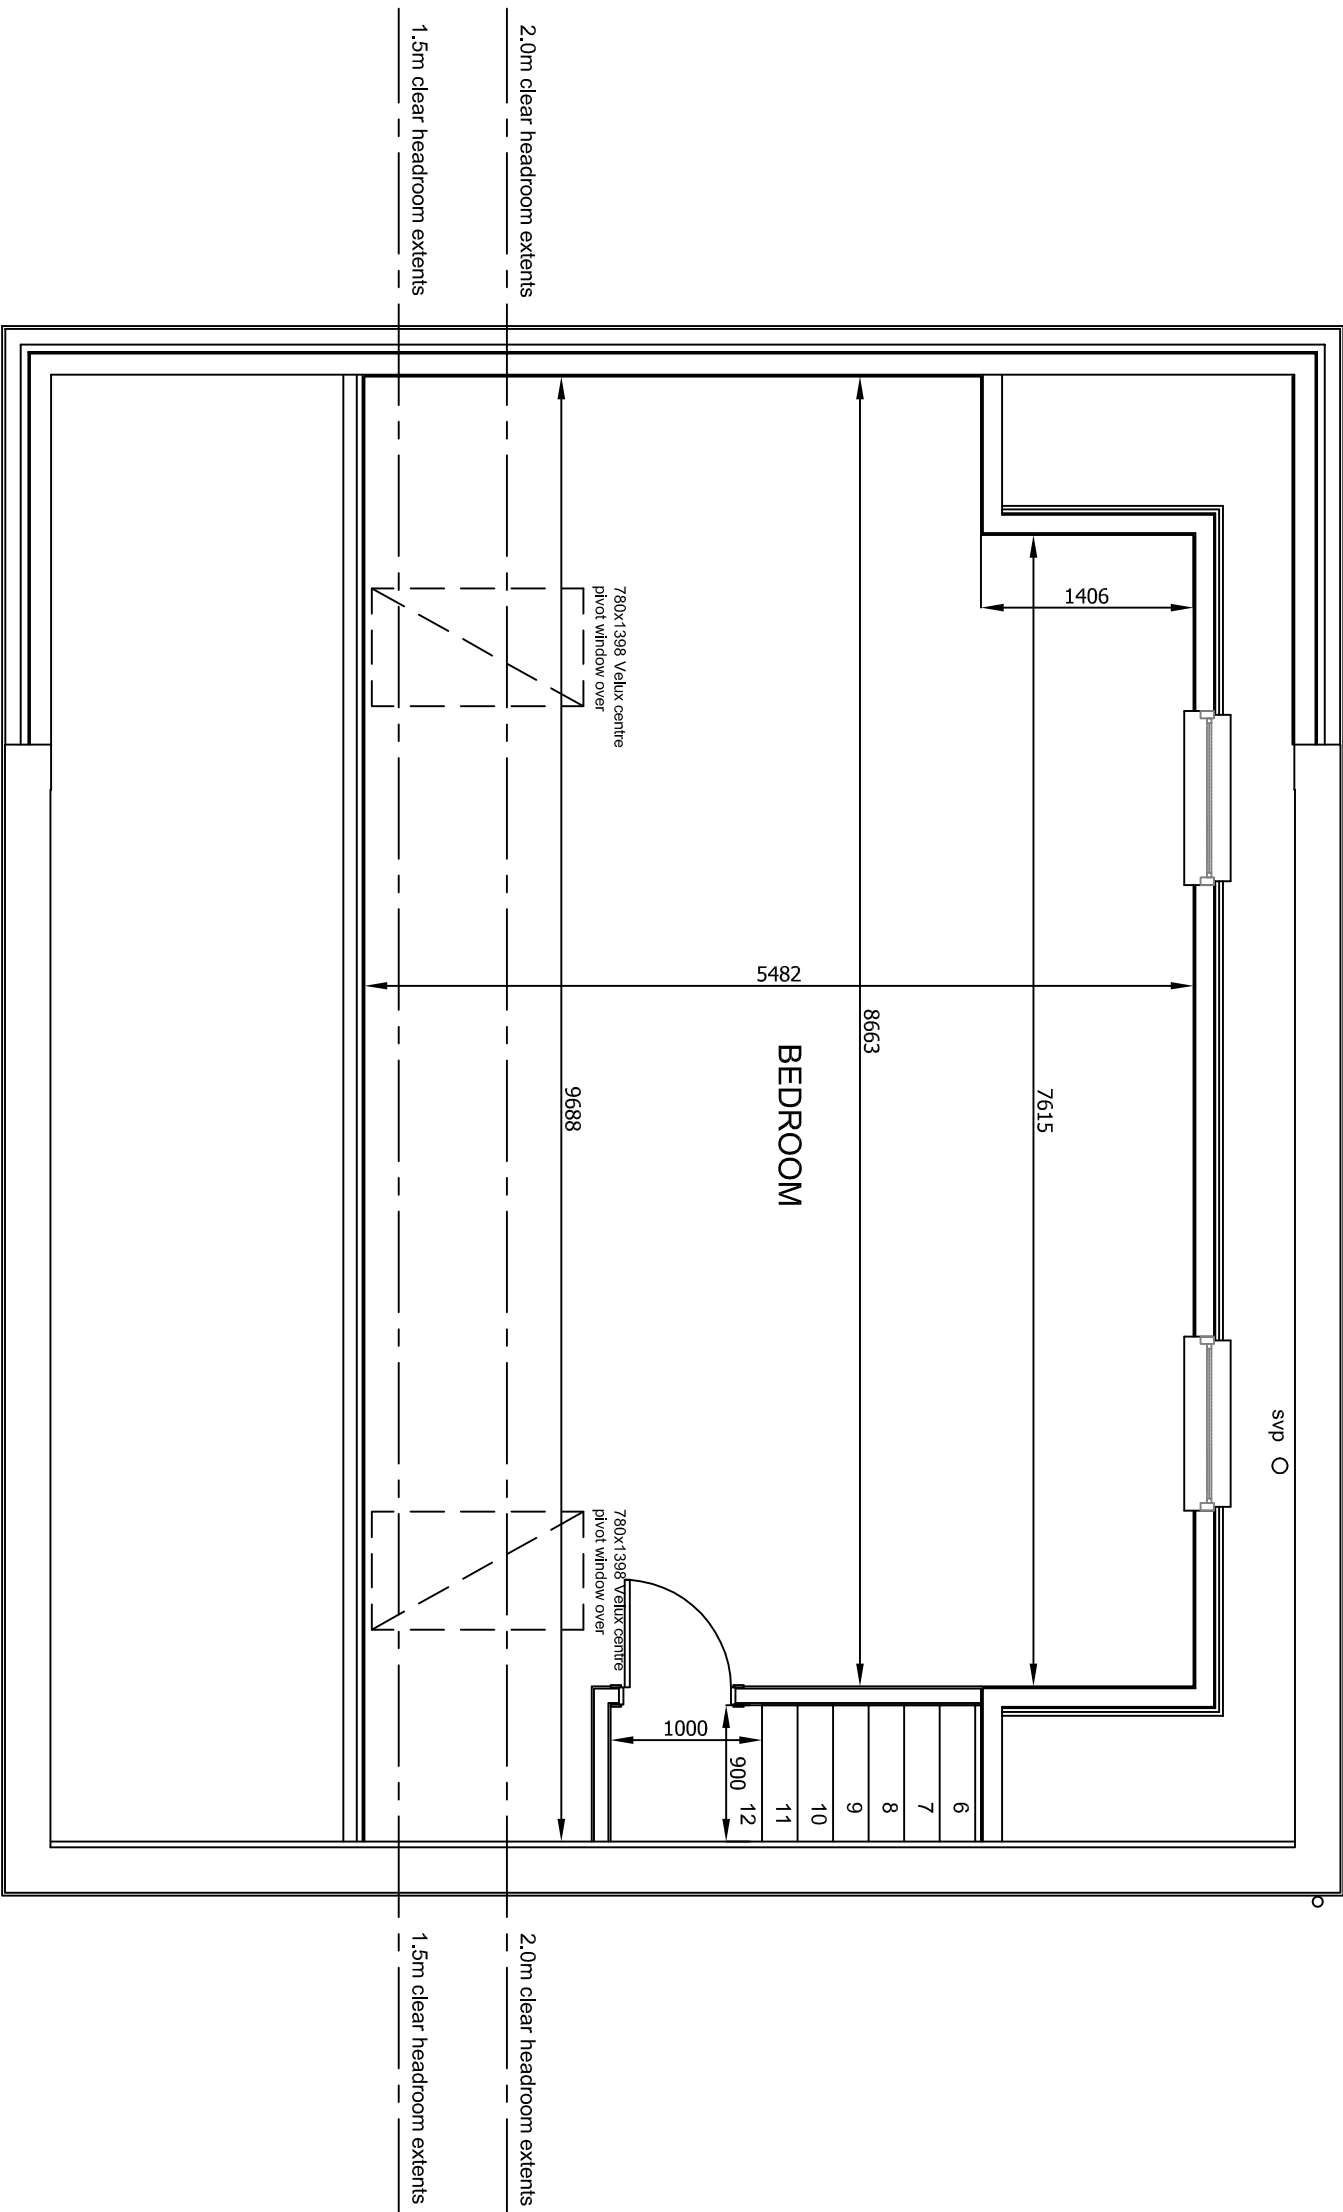 2.0m clear headroom extents
1.5m clear headroom extents
780x1398 Velux centre
pivot window over
1406
5482
8663
BEDROOM
7615
9688
svp
780x1398 Velux centre
pivot window over
1000
900
6
7
8
9
10
11
12
2.0m clear headroom extents
1.5m clear headroom extents